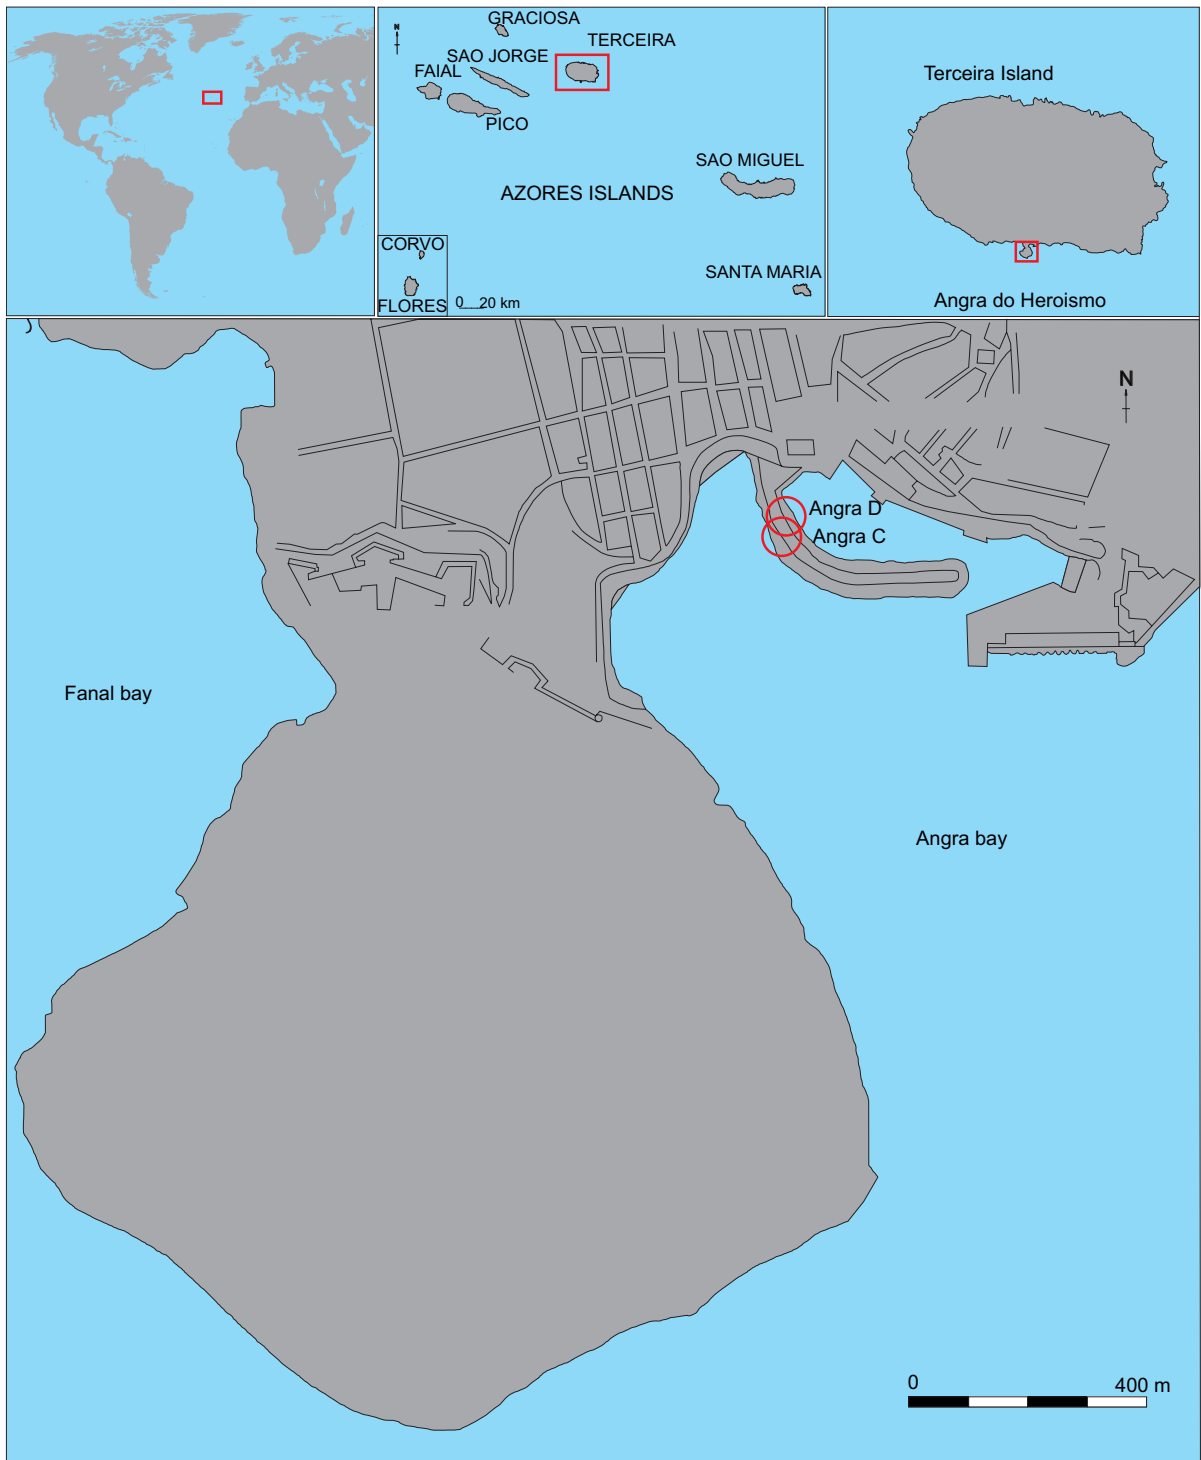 N
GRACIOSA
TERCEIRA
SAO JORGE
FAIAL
PICO
SAO MIGUEL
AZORES ISLANDS
CORVO
SANTA MARIA
FLORES
0 20 km
Terceira Island
Angra do Heroismo
N
Angra D
Angra C
Fanal bay
Angra bay
0 400 m